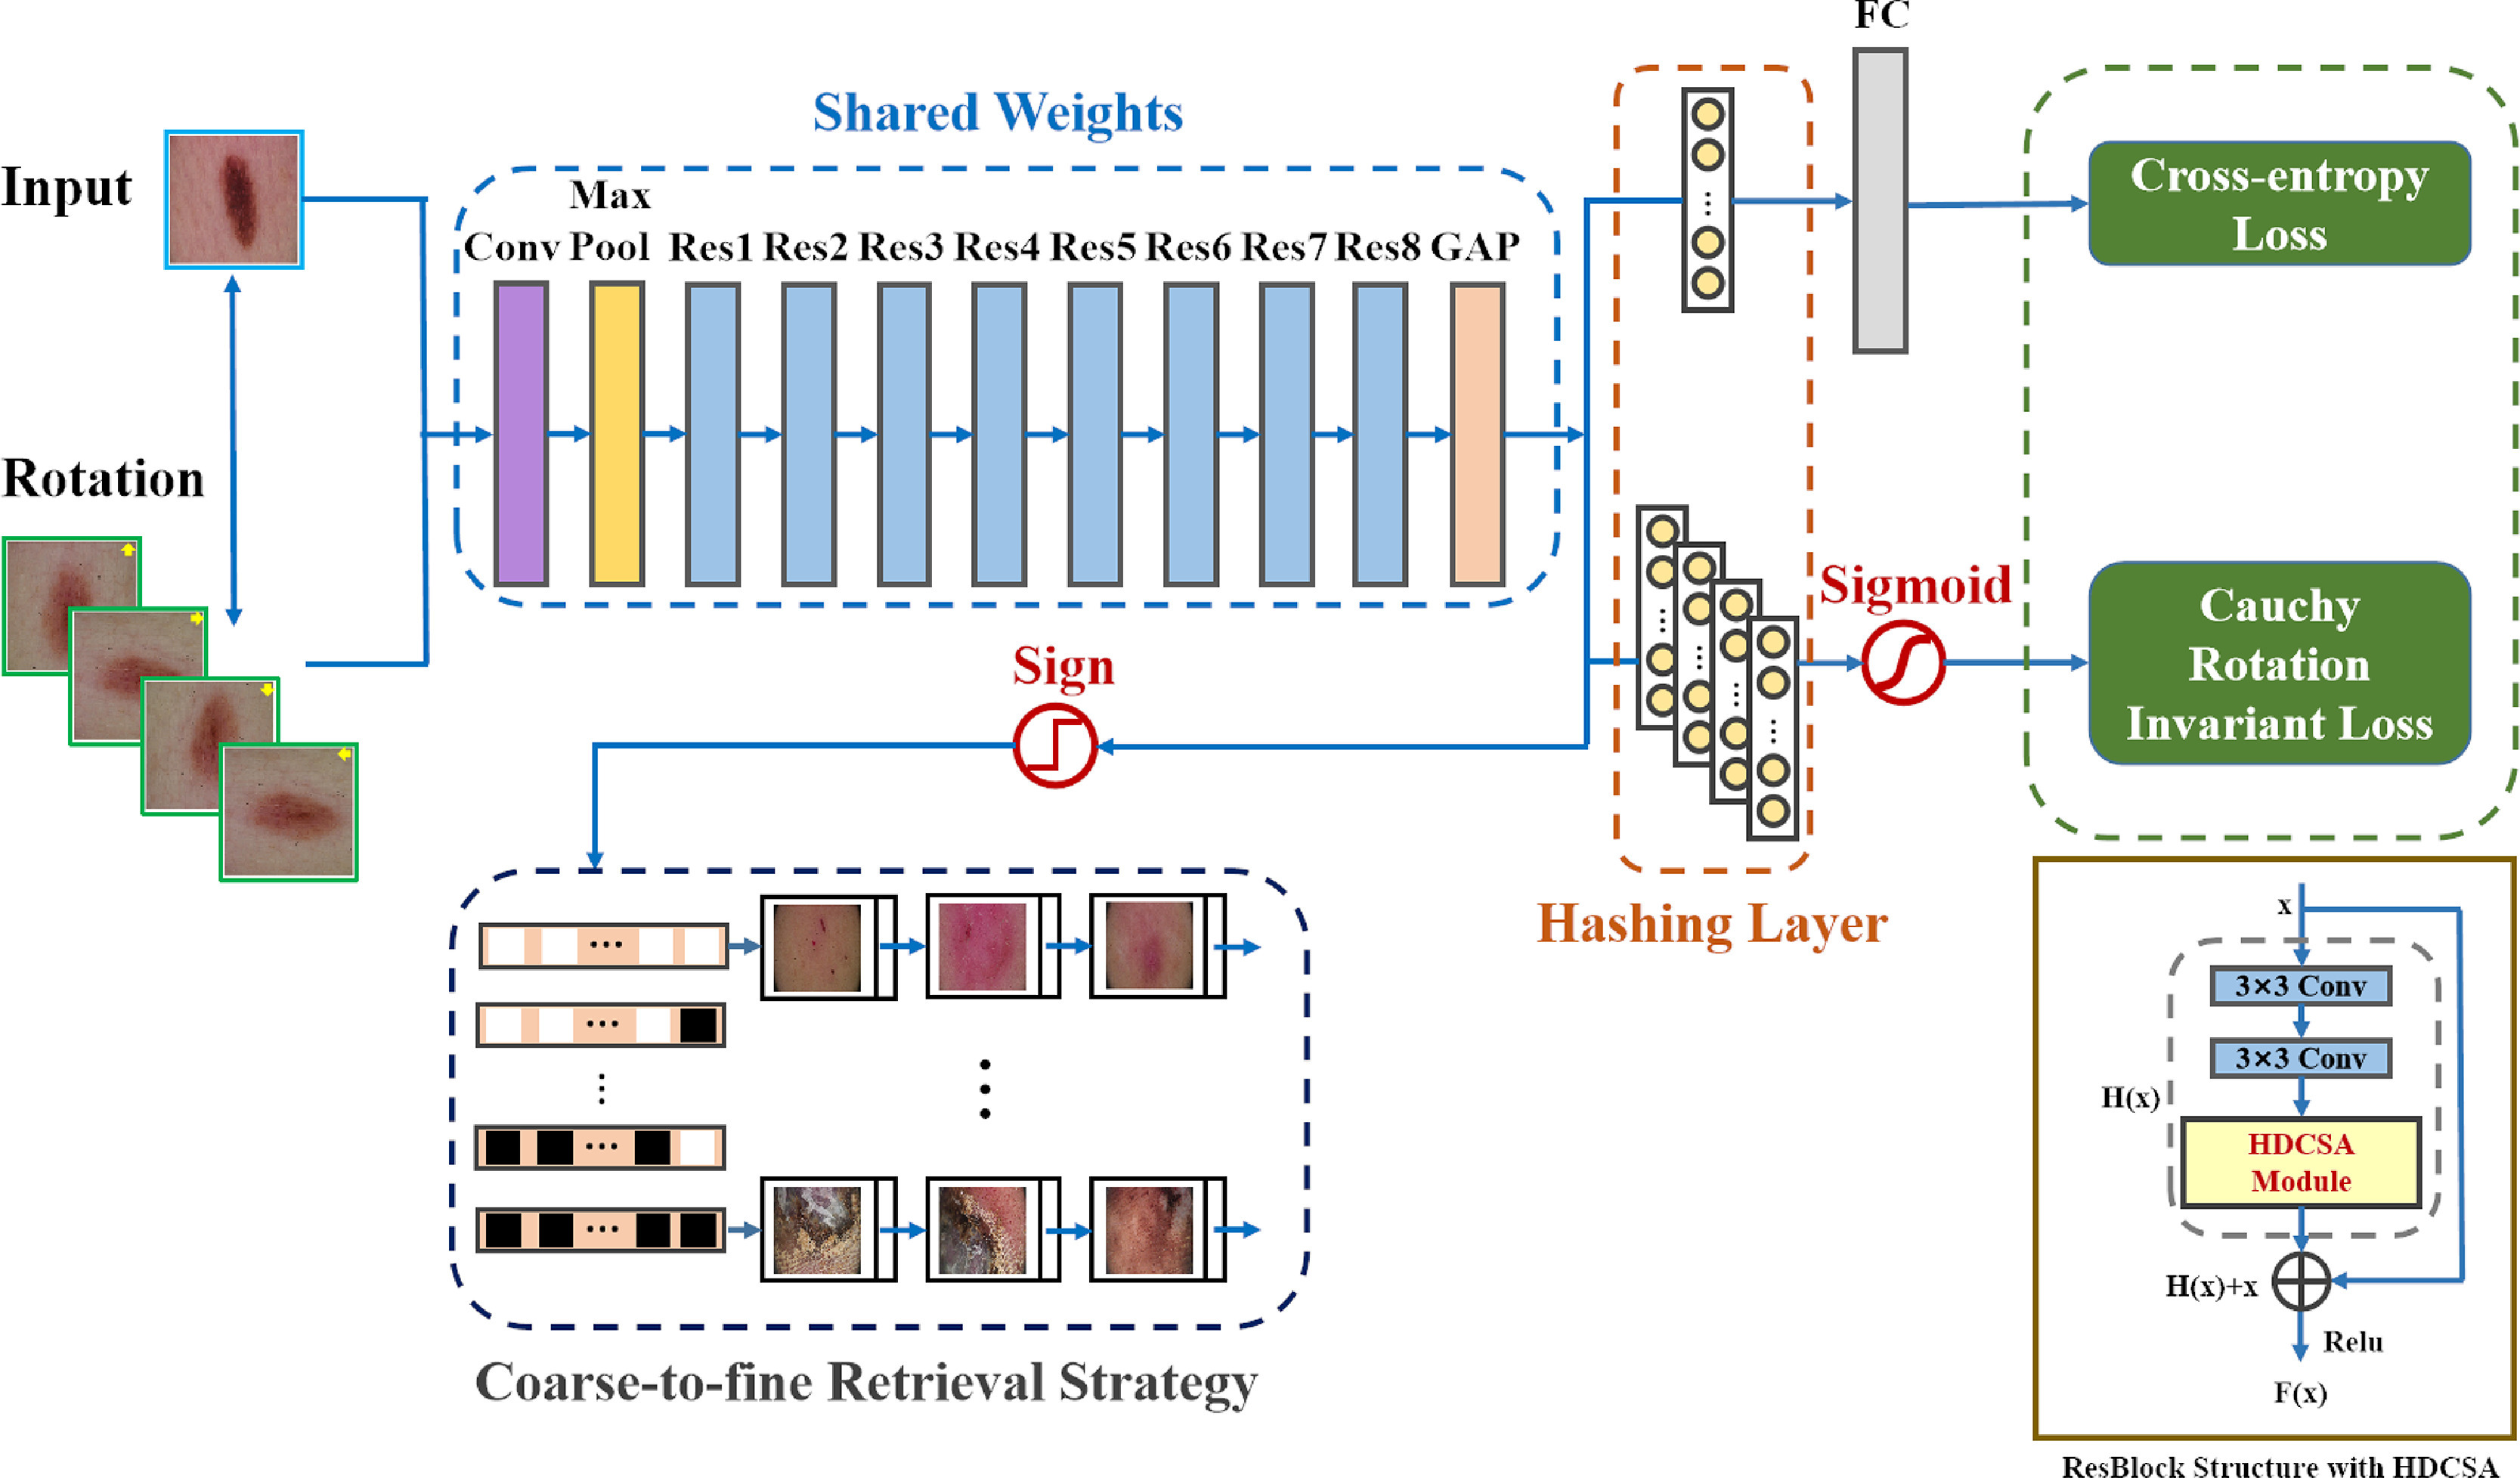 FC
Shared Weights
Input
Max
Conv Pool Res1 Res2 Res3 Res4 Res5 Res6 Res7 Res8 GAP
Cross-entropy
Loss
Rotation
Sigmoid
Cauchy
Rotation
Invariant Loss
Sign
Hashing Layer
Coarse-to-fine Retrieval Strategy
x
3×3 Conv
3×3 Conv
H(x)
HDCSA
Module
H(x)+x
Relu
F(x)
ResBlock Structure with HDCSA